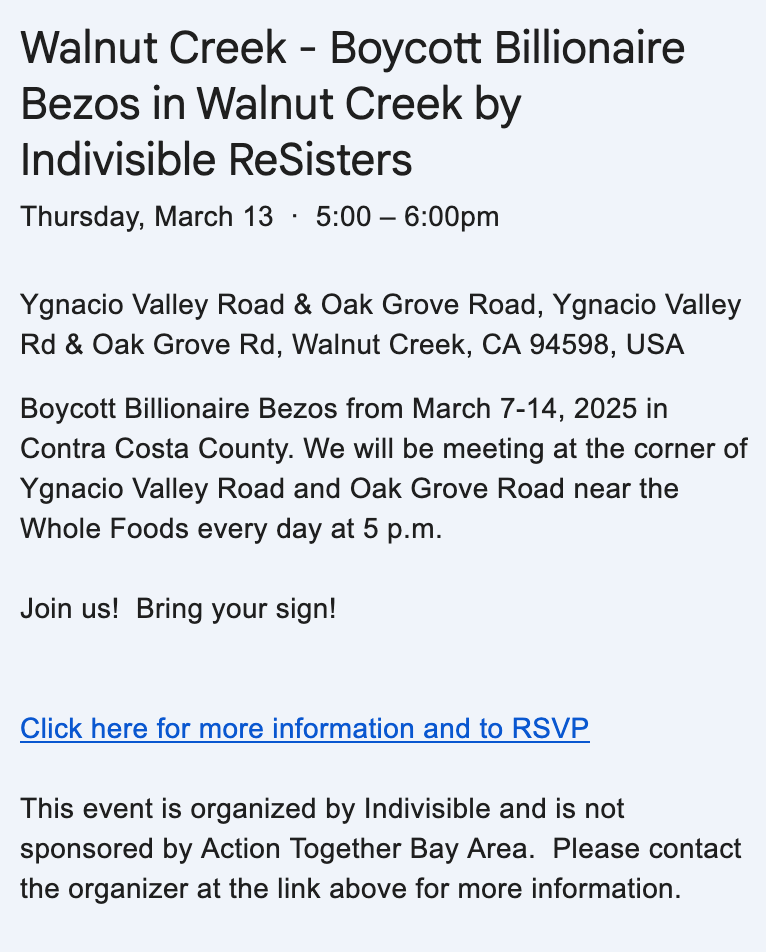 Walnut Creek - Boycott Billionaire
Bezos in Walnut Creek by
Indivisible ReSisters
Thursday, March 13 · 5:00 – 6:00pm
Ygnacio Valley Road & Oak Grove Road, Ygnacio Valley
Rd & Oak Grove Rd, Walnut Creek, CA 94598, USA
Boycott Billionaire Bezos from March 7-14, 2025 in
Contra Costa County. We will be meeting at the corner of
Ygnacio Valley Road and Oak Grove Road near the
Whole Foods every day at 5 p.m.
Join us!  Bring your sign!
Click here for more information and to RSVP
This event is organized by Indivisible and is not
sponsored by Action Together Bay Area.  Please contact
the organizer at the link above for more information.